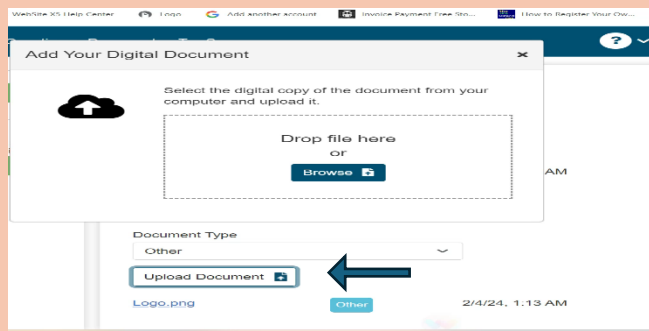 WebSite X5 Help Center Logo Add another account Invoice Payment Free Sto... How to Register Your Ow...
?
Add Your Digital Document ×
Select the digital copy of the document from your
computer and upload it.
Drop file here
or
Browse
AM
Document Type
Other
Upload Document
Logo.png Other 2/4/24, 1:13 AM